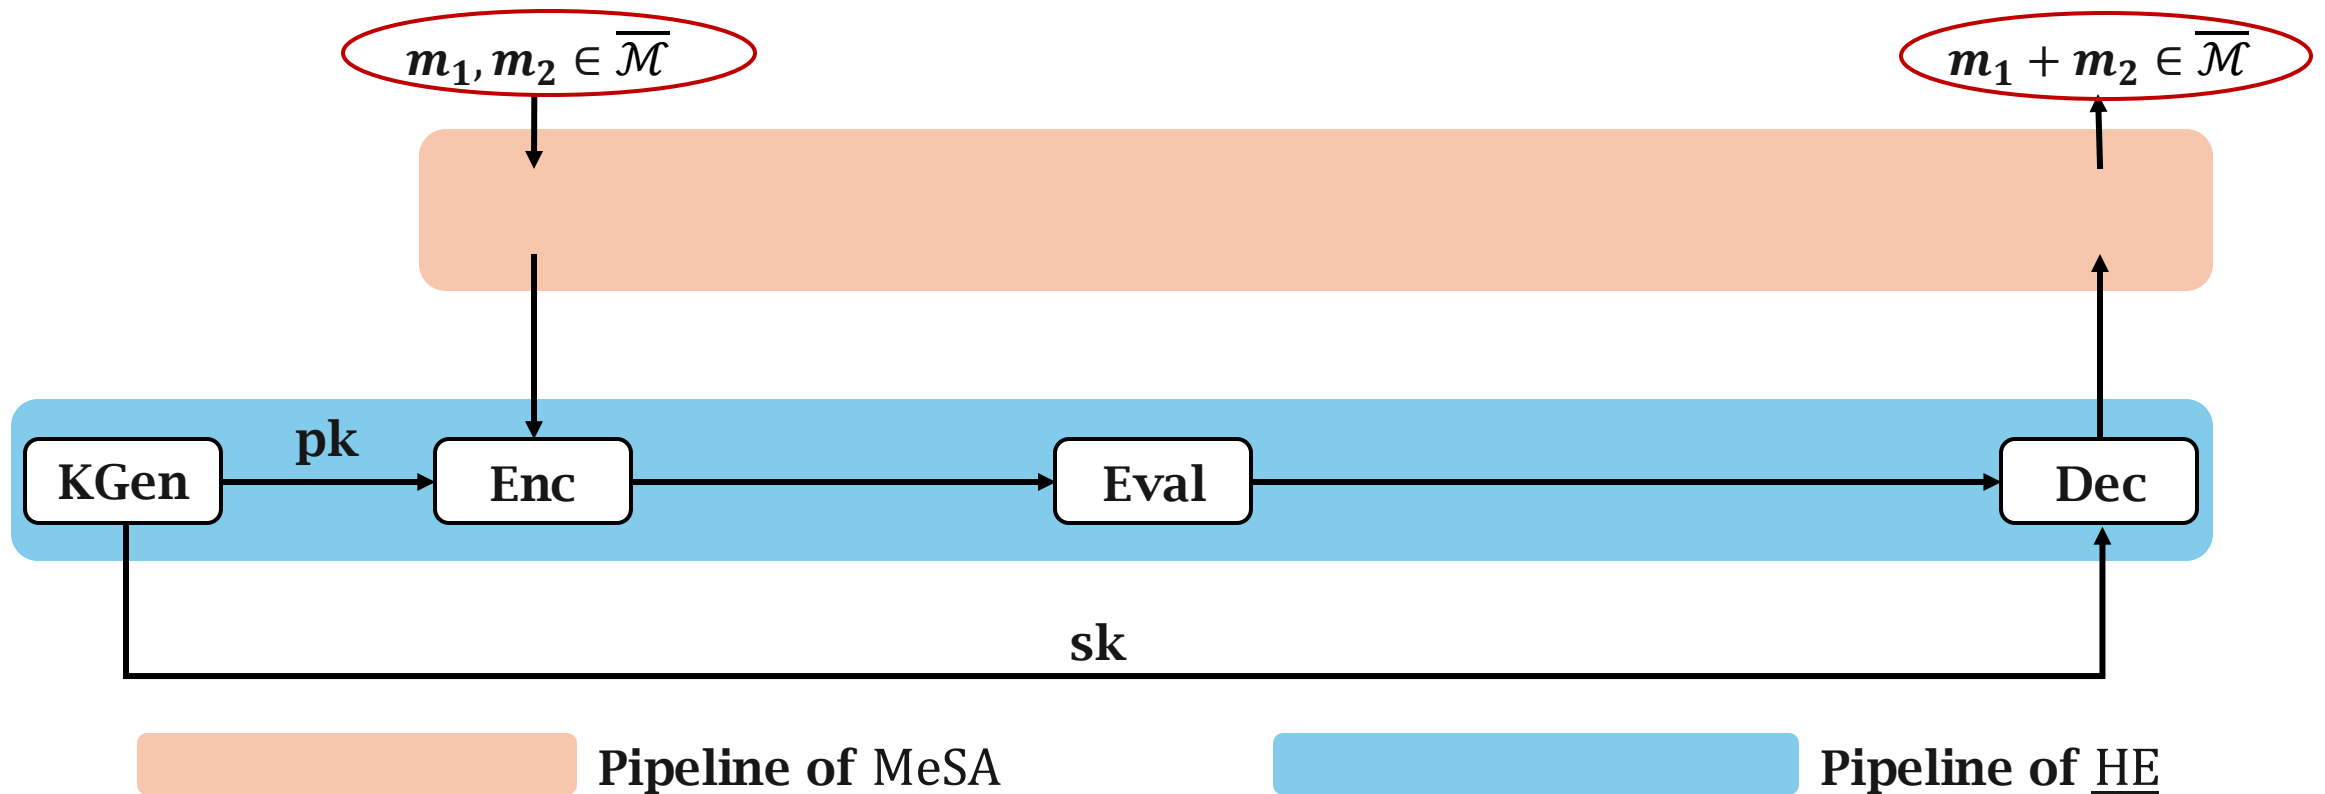 m₁, m₂ ∈ ℳ̅
m₁ + m₂ ∈ ℳ̅
pk
KGen
Enc
Eval
Dec
sk
Pipeline of MeSA
Pipeline of HE